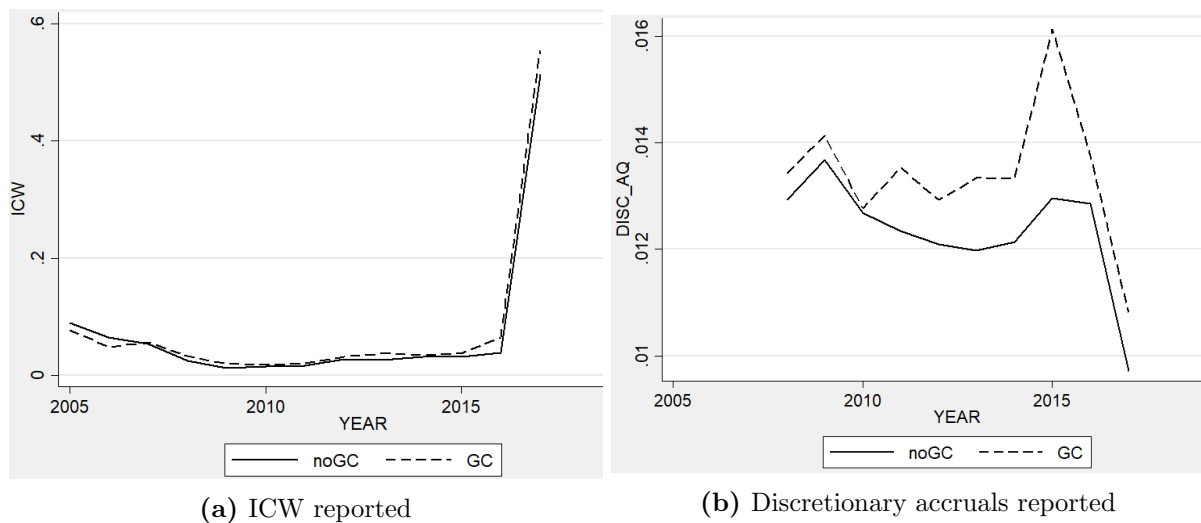 .6
.4
.2
0
ICW
2005
2010
2015
YEAR
noGC
GC
(a) ICW reported
.016
.014
.012
.01
DISC_AQ
2005
2010
2015
YEAR
noGC
GC
(b) Discretionary accruals reported